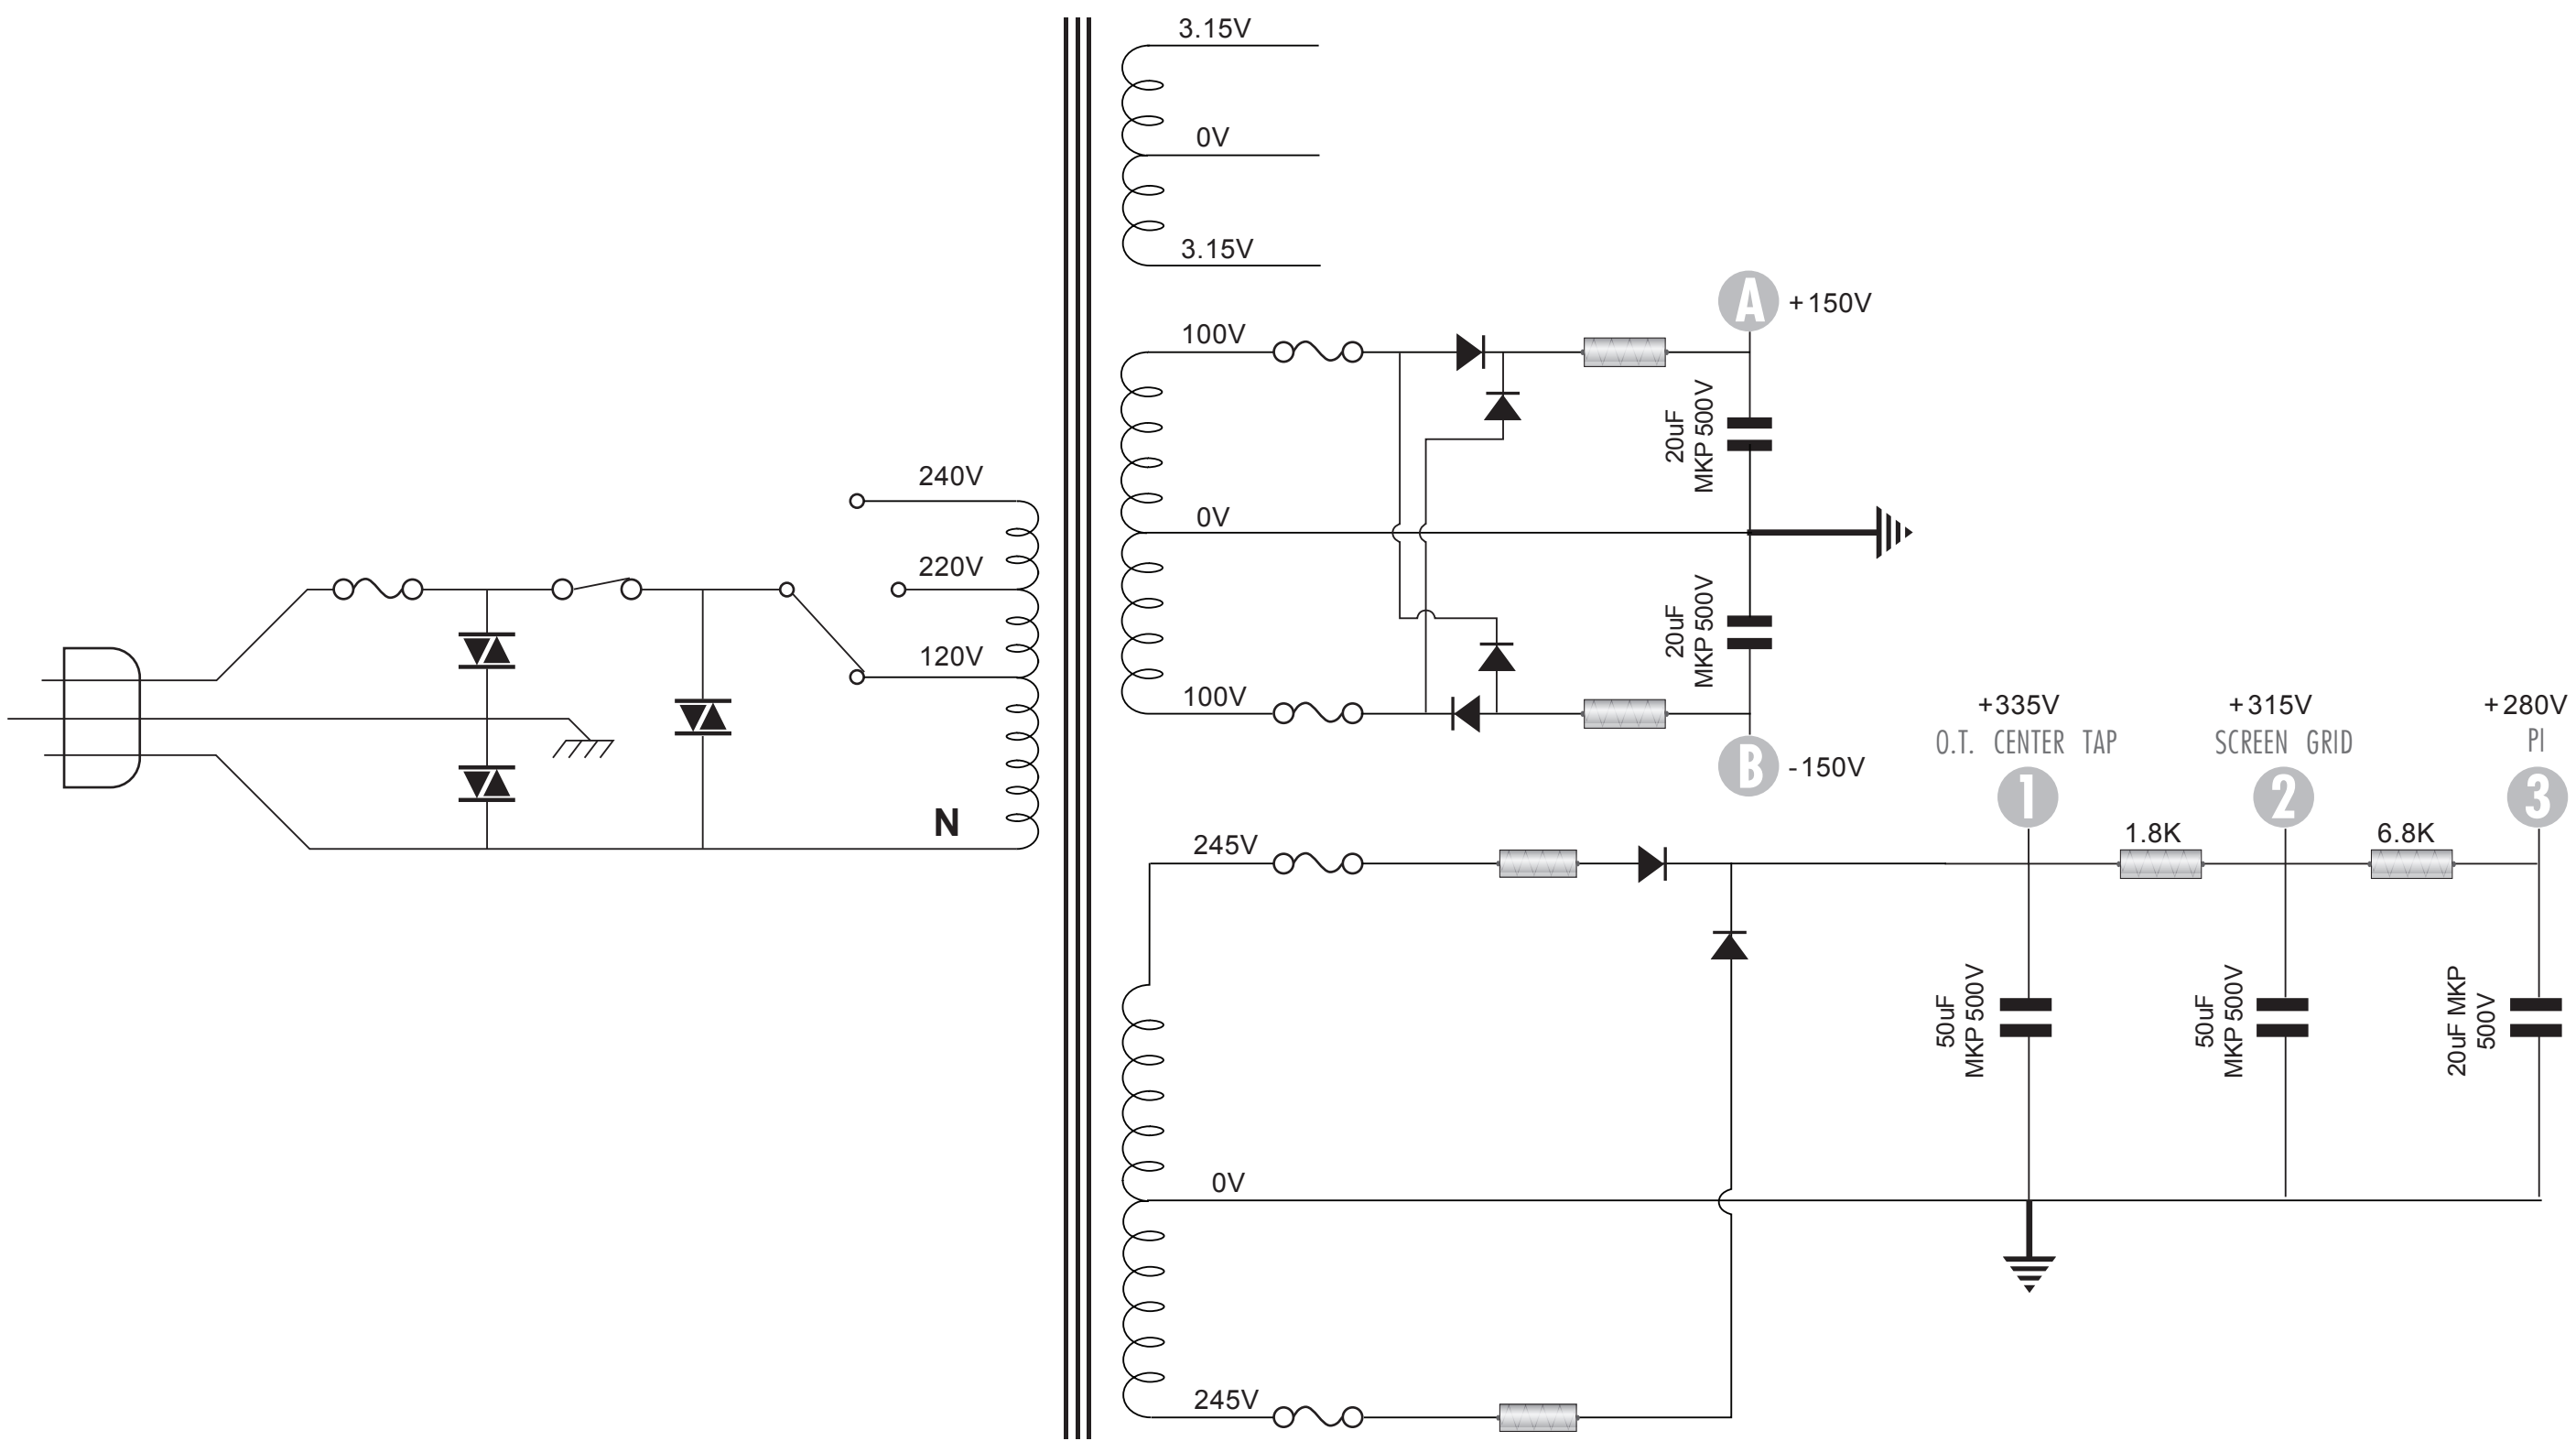 3.15V
0V
3.15V
A
+150V
100V
20uF
MKP 500V
240V
0V
220V
20uF
MKP 500V
120V
100V
B
-150V
N
+335V
O.T. CENTER TAP
1
+315V
SCREEN GRID
2
+280V
PI
3
245V
1.8K
6.8K
50uF
MKP 500V
50uF
MKP 500V
20uF MKP
500V
0V
245V